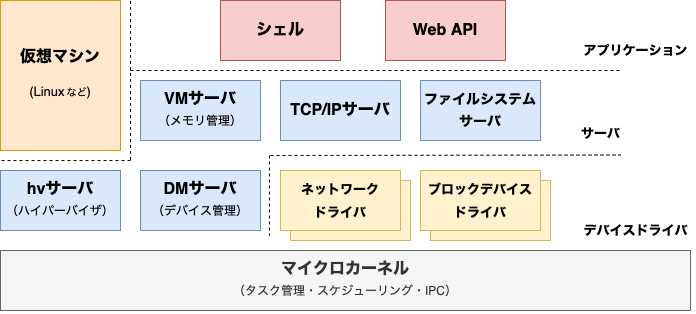 仮想マシン
(Linuxなど)
シェル
Web API
アプリケーション
VMサーバ
（メモリ管理）
TCP/IPサーバ
ファイルシステム
サーバ
サーバ
hvサーバ
（ハイパーバイザ）
DMサーバ
（デバイス管理）
ネットワーク
ドライバ
ブロックデバイス
ドライバ
デバイスドライバ
マイクロカーネル
（タスク管理・スケジューリング・IPC）